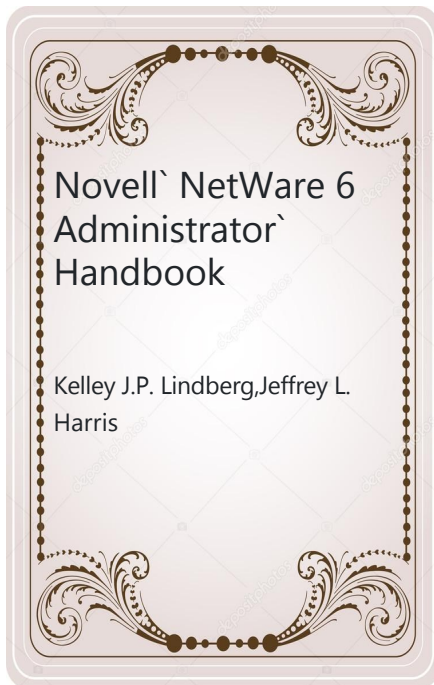 Novell` NetWare 6
Administrator`
Handbook
Kelley J.P. Lindberg,Jeffrey L.
Harris